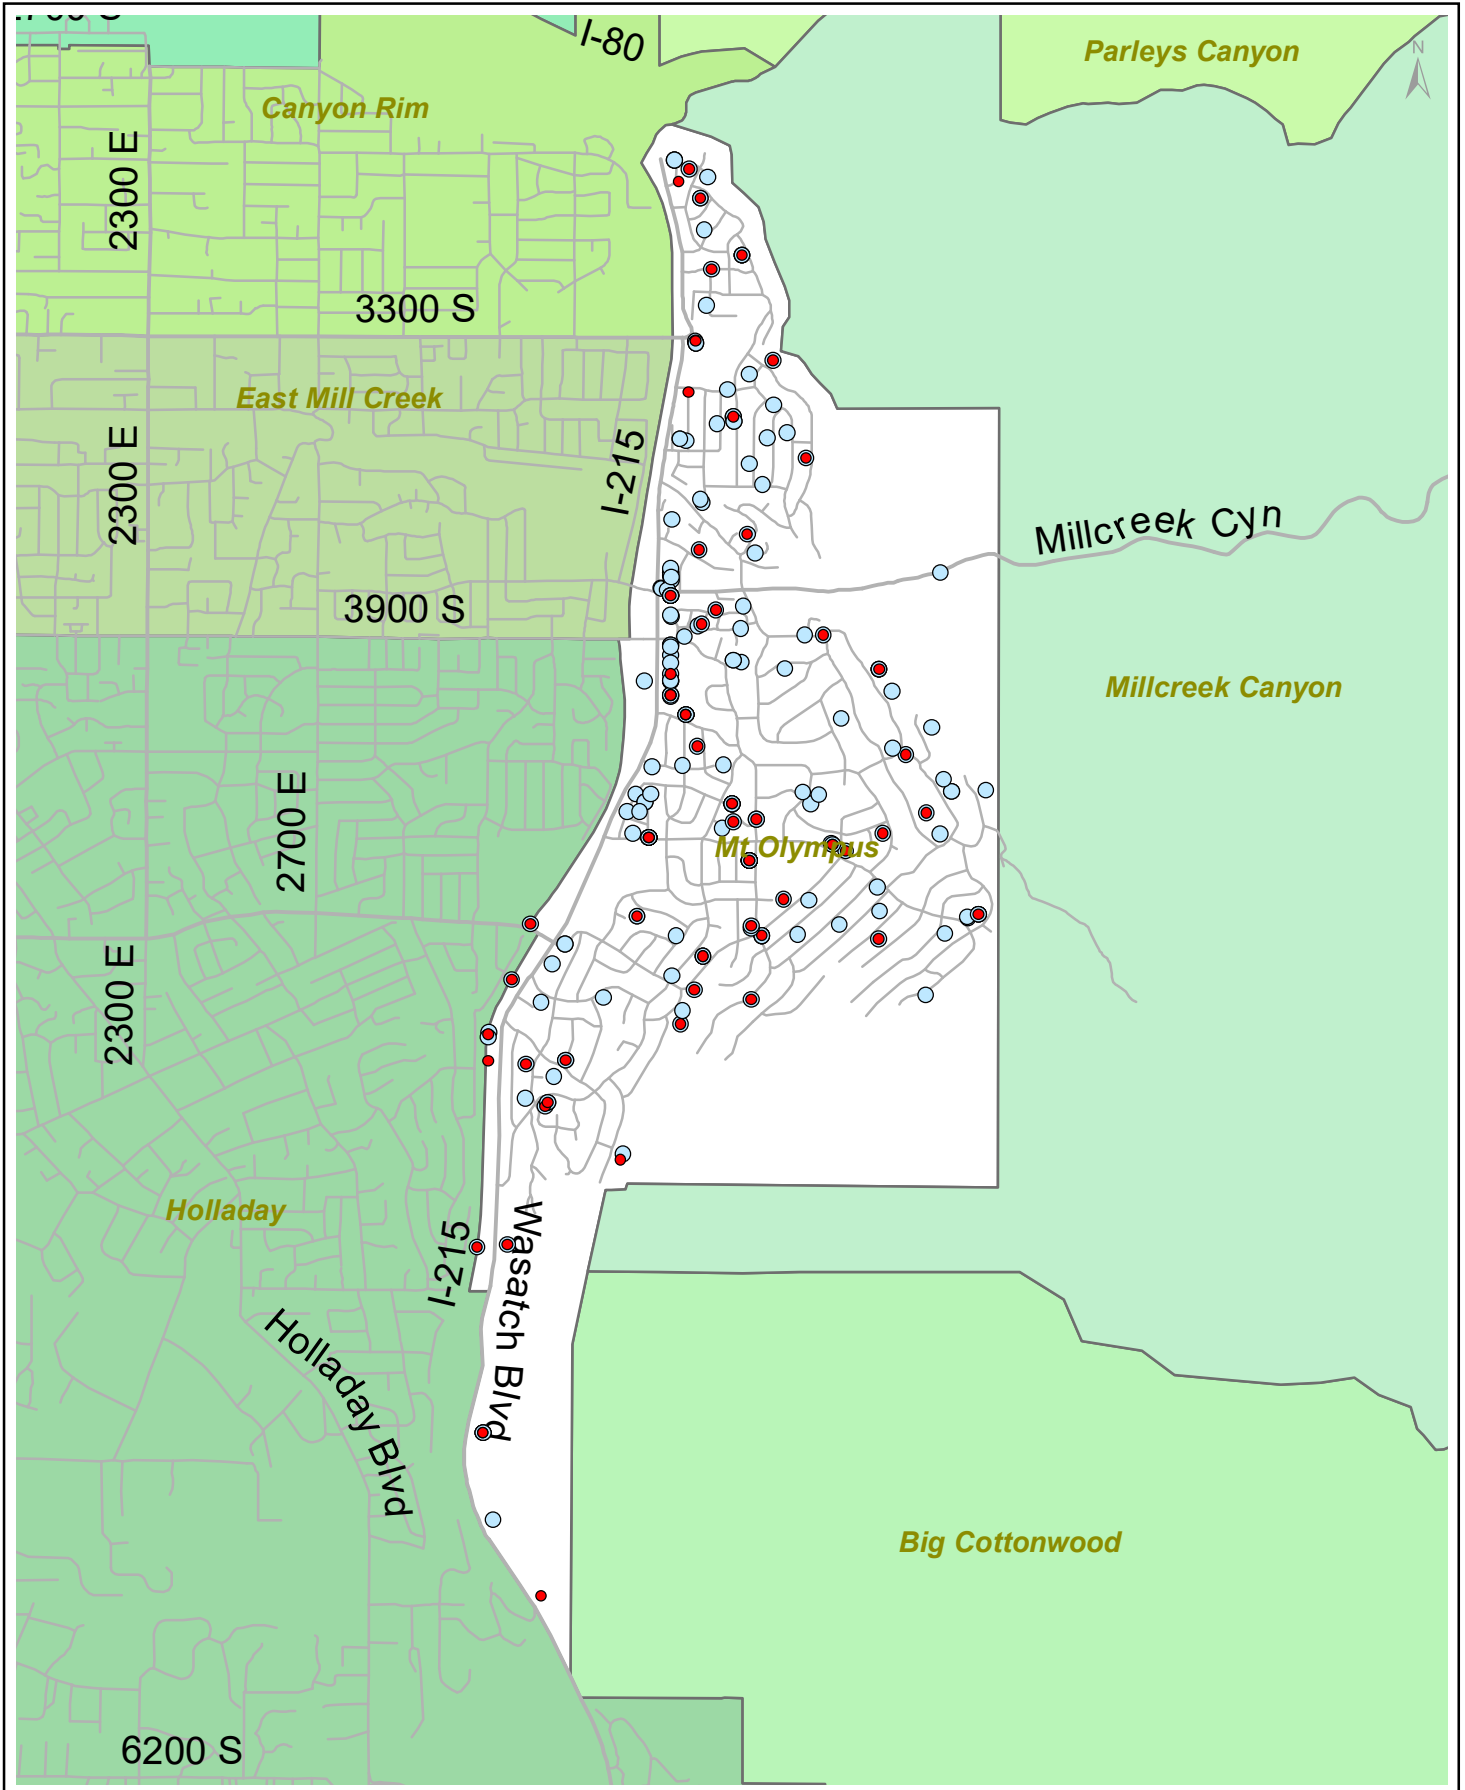 I-80
Parleys Canyon
N
Canyon Rim
2300 E
3300 S
East Mill Creek
2300 E
I-215
Millcreek Cyn
3900 S
Millcreek Canyon
2700 E
Mt Olympus
2300 E
Holladay
I-215
Wasatch Blvd
Holladay Blvd
Big Cottonwood
6200 S